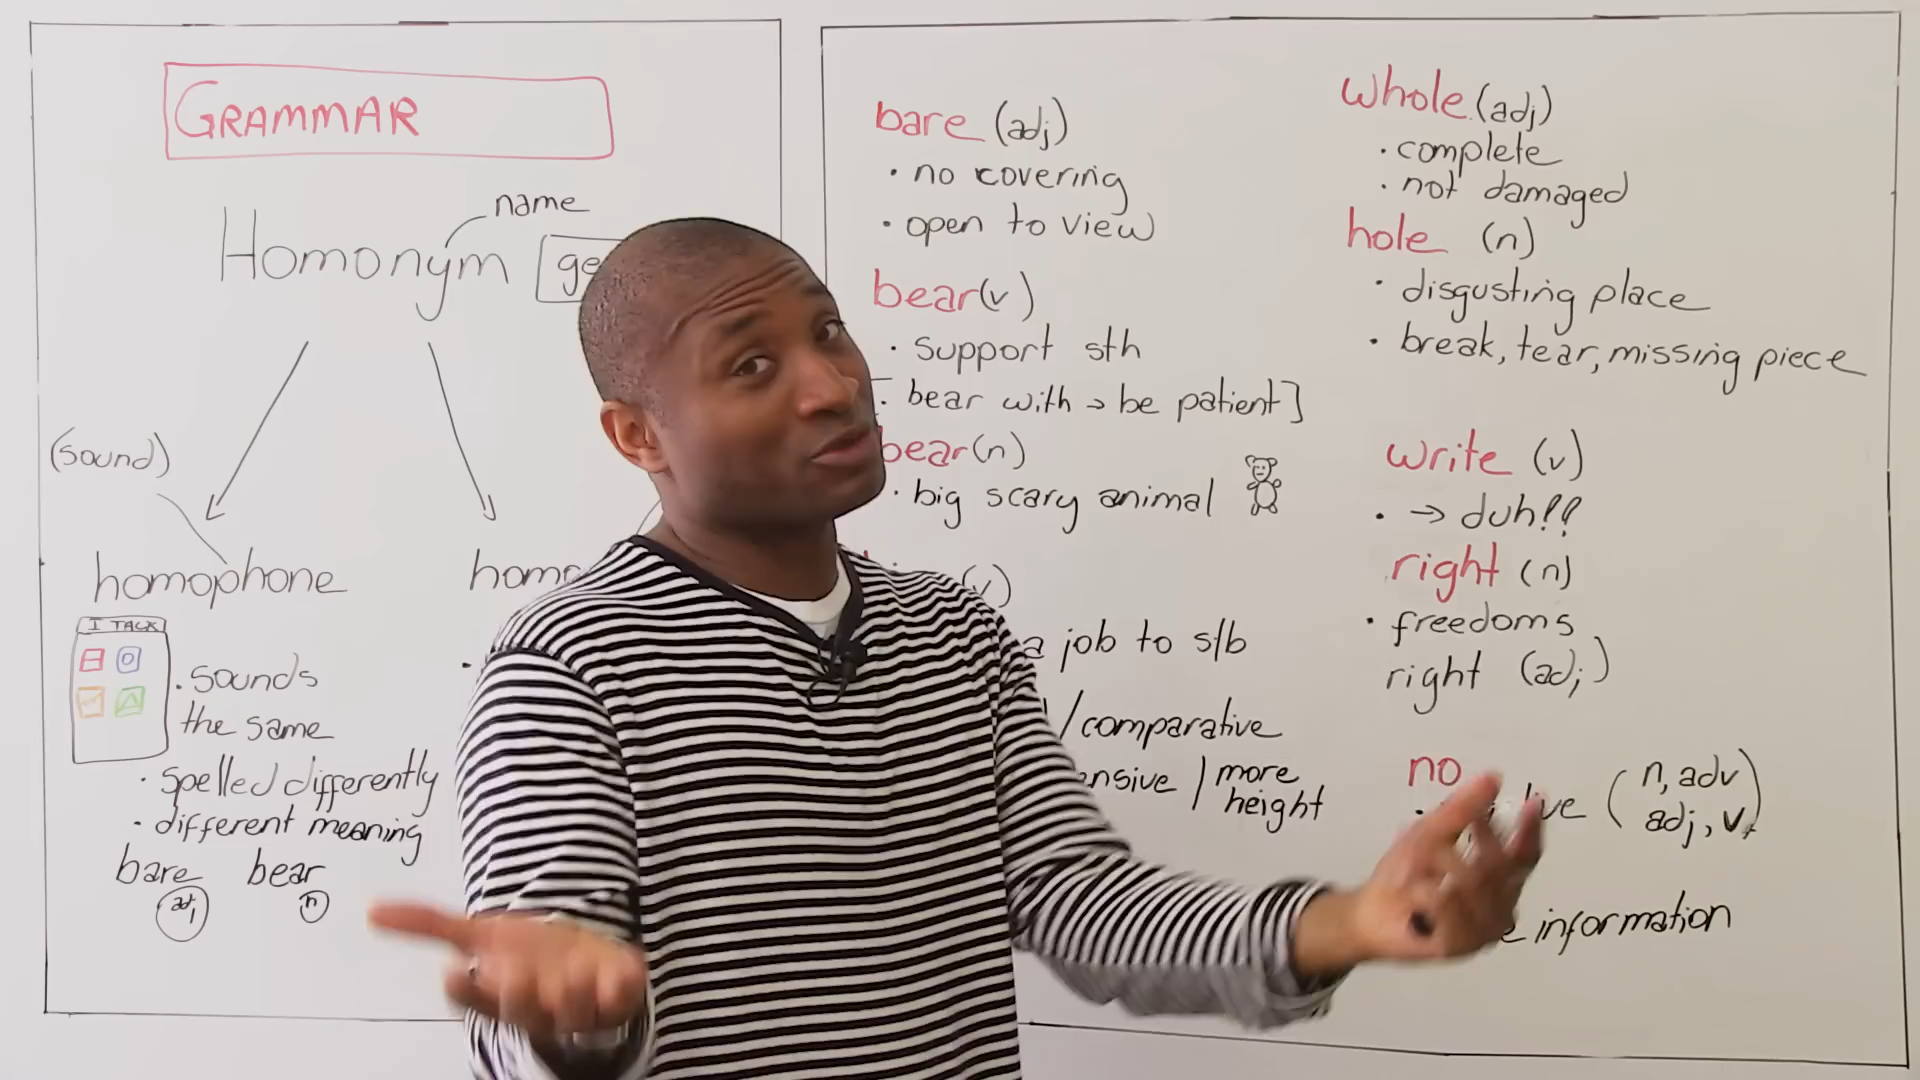 GRAMMAR
name
Homonym
(sound)
homophone
I TALK
. sounds
the same
· spelled differently
· different meaning
bare bear
adj n
bare (adj)
· no covering
· open to view
bear (v)
· support sth
· bear with → be patient]
bear (n)
· big scary animal
(v)
a job to s/b
/comparative
/ more
height
whole (adj)
· complete
· not damaged
hole (n)
· disgusting place
· break, tear, missing piece
write (v)
· → duh!?
right (n)
· freedoms
right (adj)
no
(n, adv
adj, v)
information